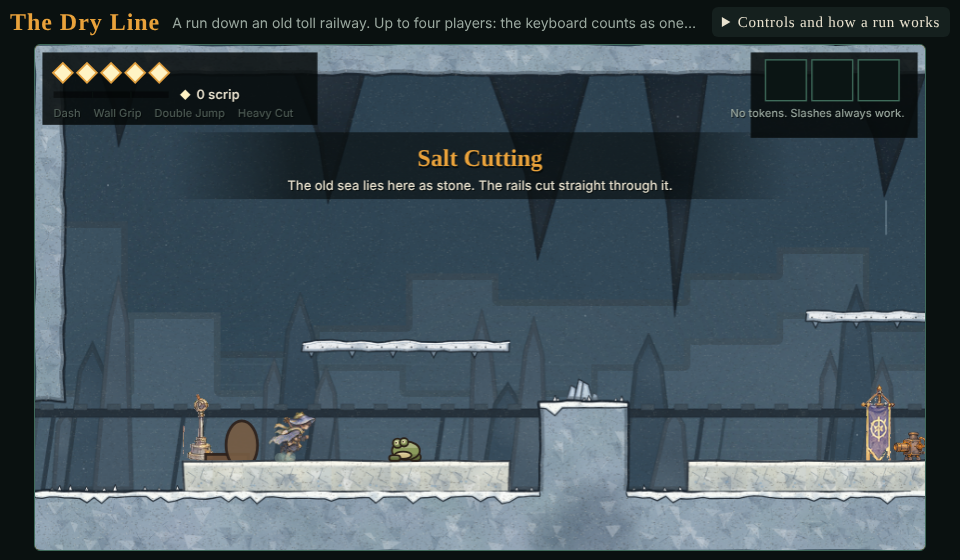 The Dry Line
A run down an old toll railway. Up to four players: the keyboard counts as one...
Controls and how a run works
0 scrip
Dash Wall Grip Double Jump Heavy Cut
No tokens. Slashes always work.
Salt Cutting
The old sea lies here as stone. The rails cut straight through it.